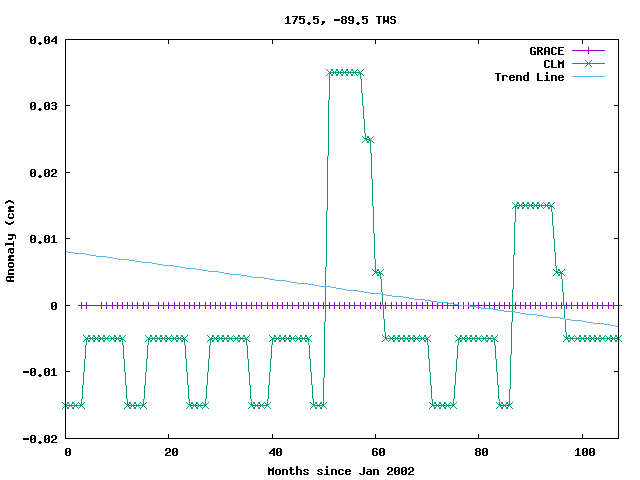 175.5, -89.5 TWS
GRACE
CLM
Trend Line
0.04
0.03
0.02
0.01
0
-0.01
-0.02
Anomaly (cm)
0 20 40 60 80 100
Months since Jan 2002